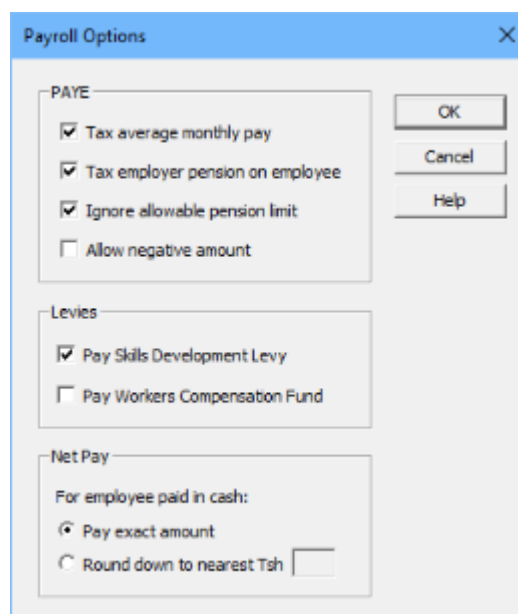 Payroll Options
PAYE
Tax average monthly pay
Tax employer pension on employee
Ignore allowable pension limit
Allow negative amount
OK
Cancel
Help
Levies
Pay Skills Development Levy
Pay Workers Compensation Fund
Net Pay
For employee paid in cash:
Pay exact amount
Round down to nearest Tsh